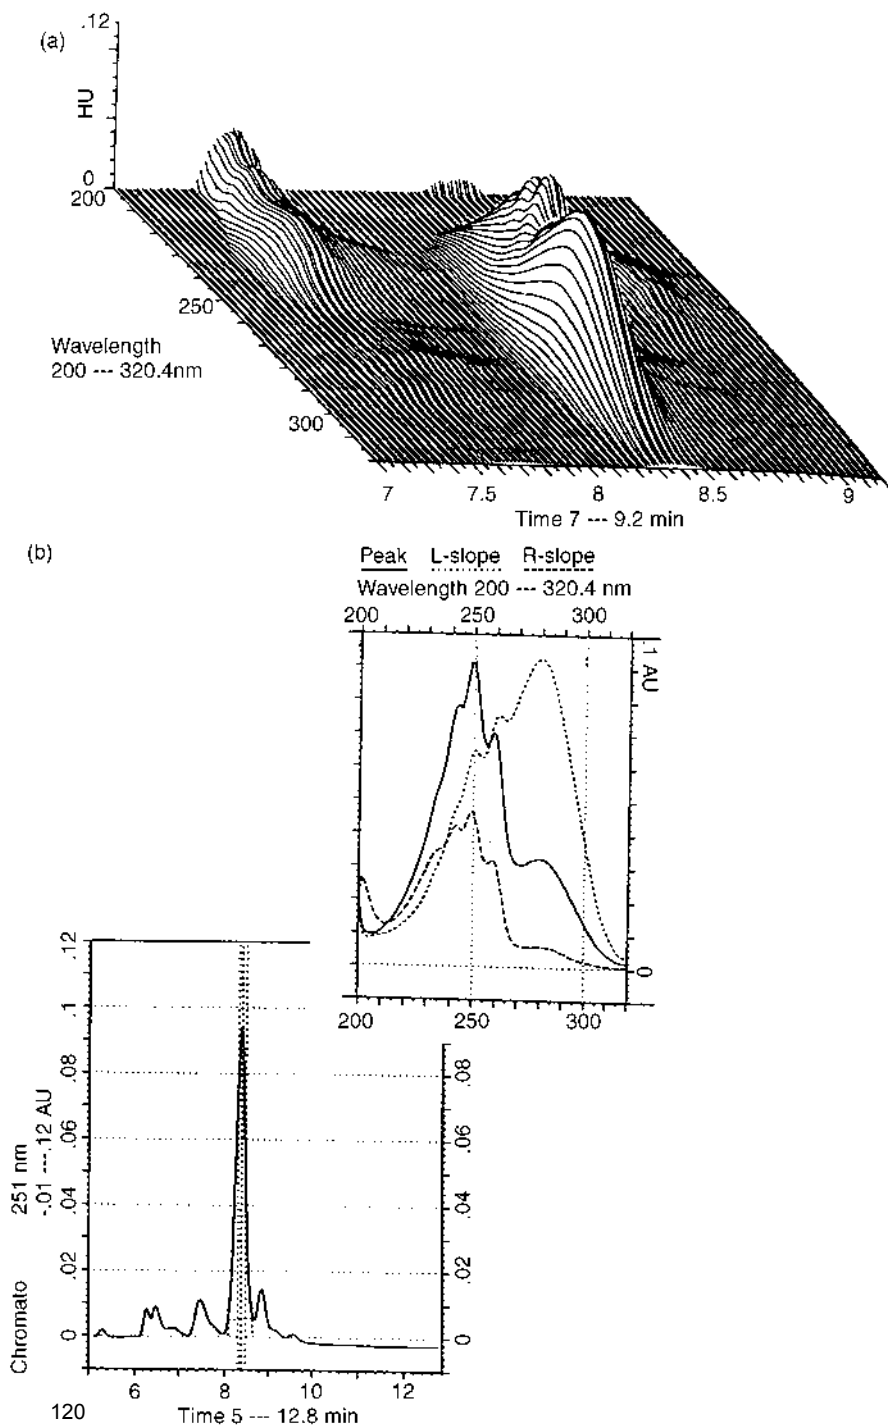 (a)
.12
HU
0
200
250
300
Wavelength
200 --- 320.4nm
7 7.5 8 8.5 9
Time 7 --- 9.2 min
(b)
Peak L-slope R-slope
Wavelength 200 --- 320.4 nm
200 250 300
.1 AU
0
200 250 300
.12
.1
.08
.06
.04
.02
0
.08
.06
.04
.02
0
Chromato 251 nm
-.01 ---.12 AU
6 8 10 12
Time 5 --- 12.8 min
120